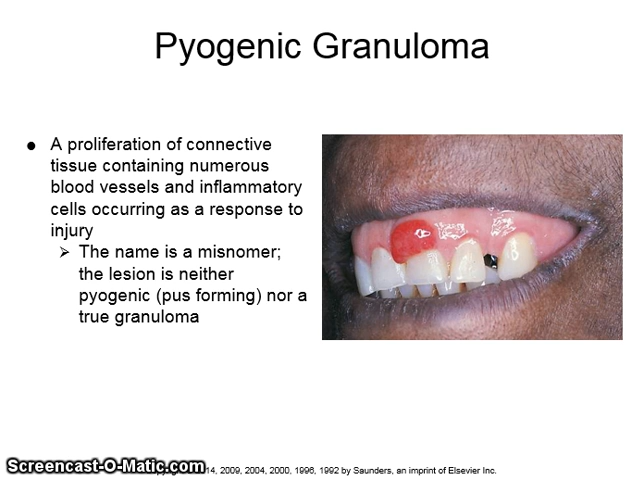 Pyogenic Granuloma
● A proliferation of connective
tissue containing numerous
blood vessels and inflammatory
cells occurring as a response to
injury
➢ The name is a misnomer;
the lesion is neither
pyogenic (pus forming) nor a
true granuloma
Screencast-O-Matic.com 14, 2009, 2004, 2000, 1996, 1992 by Saunders, an imprint of Elsevier Inc.